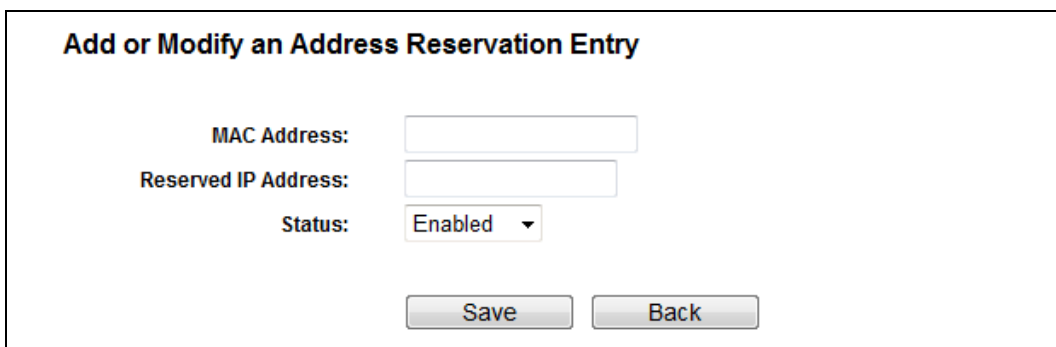 Add or Modify an Address Reservation Entry
MAC Address:
Reserved IP Address:
Status: Enabled
Save Back